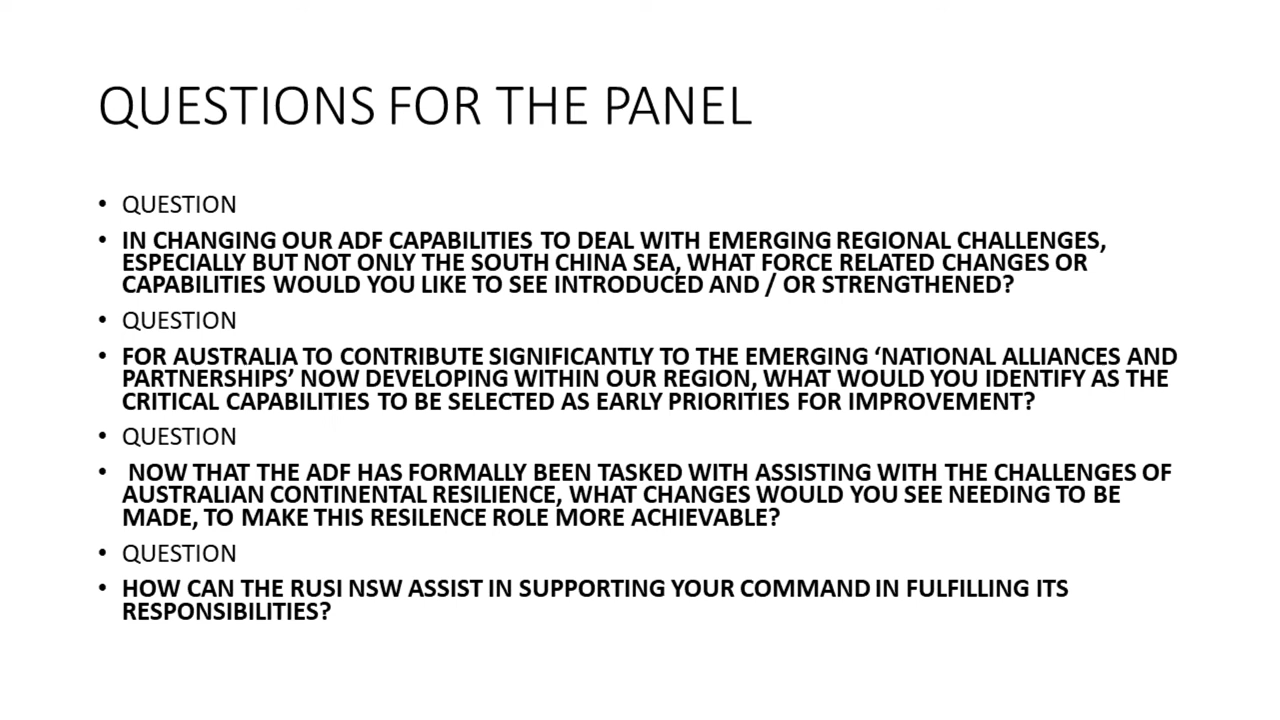 QUESTIONS FOR THE PANEL
• QUESTION
• IN CHANGING OUR ADF CAPABILITIES TO DEAL WITH EMERGING REGIONAL CHALLENGES,
ESPECIALLY BUT NOT ONLY THE SOUTH CHINA SEA, WHAT FORCE RELATED CHANGES OR
CAPABILITIES WOULD YOU LIKE TO SEE INTRODUCED AND / OR STRENGTHENED?
• QUESTION
• FOR AUSTRALIA TO CONTRIBUTE SIGNIFICANTLY TO THE EMERGING ‘NATIONAL ALLIANCES AND
PARTNERSHIPS’ NOW DEVELOPING WITHIN OUR REGION, WHAT WOULD YOU IDENTIFY AS THE
CRITICAL CAPABILITIES TO BE SELECTED AS EARLY PRIORITIES FOR IMPROVEMENT?
• QUESTION
• NOW THAT THE ADF HAS FORMALLY BEEN TASKED WITH ASSISTING WITH THE CHALLENGES OF
AUSTRALIAN CONTINENTAL RESILIENCE, WHAT CHANGES WOULD YOU SEE NEEDING TO BE
MADE, TO MAKE THIS RESILENCE ROLE MORE ACHIEVABLE?
• QUESTION
• HOW CAN THE RUSI NSW ASSIST IN SUPPORTING YOUR COMMAND IN FULFILLING ITS
RESPONSIBILITIES?